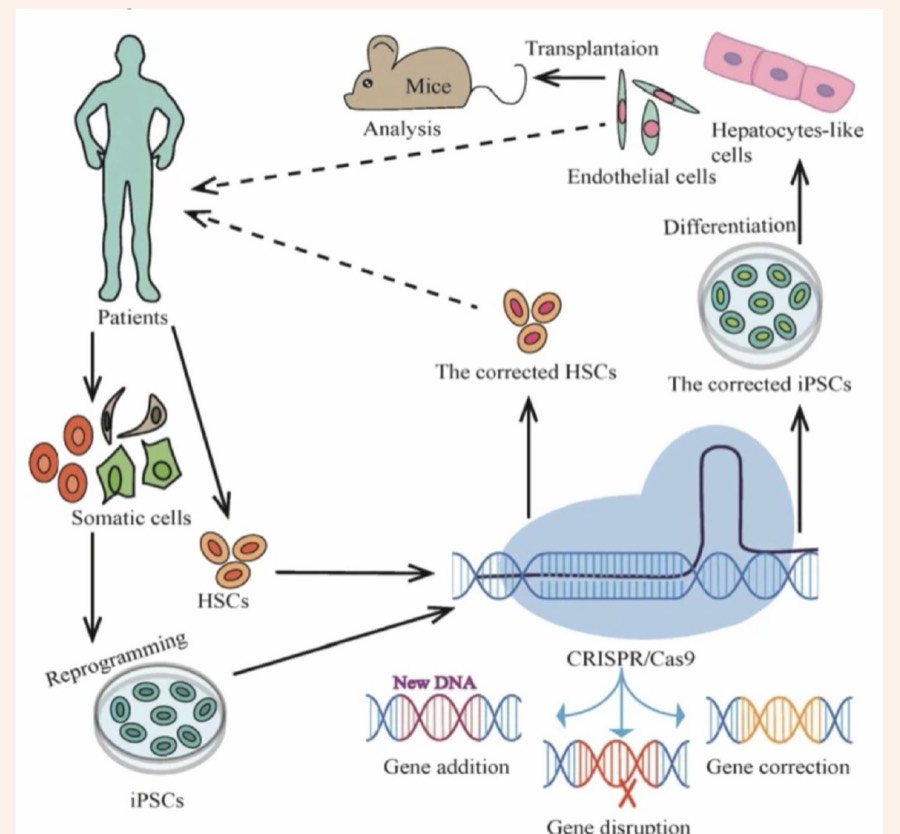 Transplantaion
Mice
Analysis
Hepatocytes-like
cells
Endothelial cells
Differentiation
Patients
The corrected HSCs
The corrected iPSCs
Somatic cells
HSCs
Reprogramming
CRISPR/Cas9
New DNA
Gene addition
Gene correction
iPSCs
Gene disruption